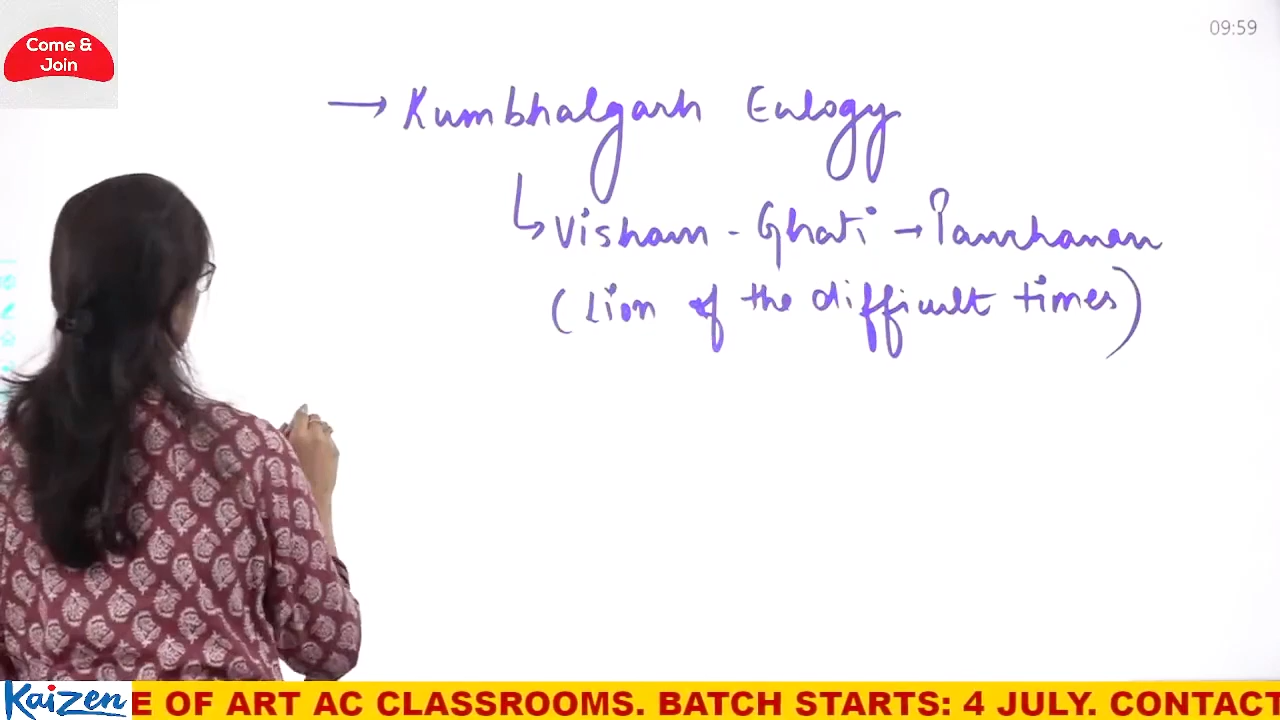 Come &
Join
09:59
→ Kumbhalgarh Eulogy
↳ Visham - Ghati → Panchanan
(Lion of the difficult times)
Kaizen
E OF ART AC CLASSROOMS. BATCH STARTS: 4 JULY. CONTACT